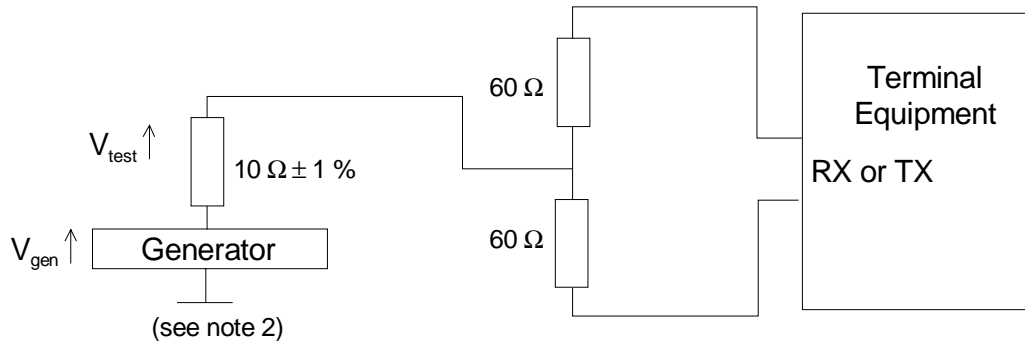 60 Ω
Terminal
Equipment
V_test ↑
10 Ω ± 1 %
RX or TX
V_gen ↑
Generator
60 Ω
(see note 2)